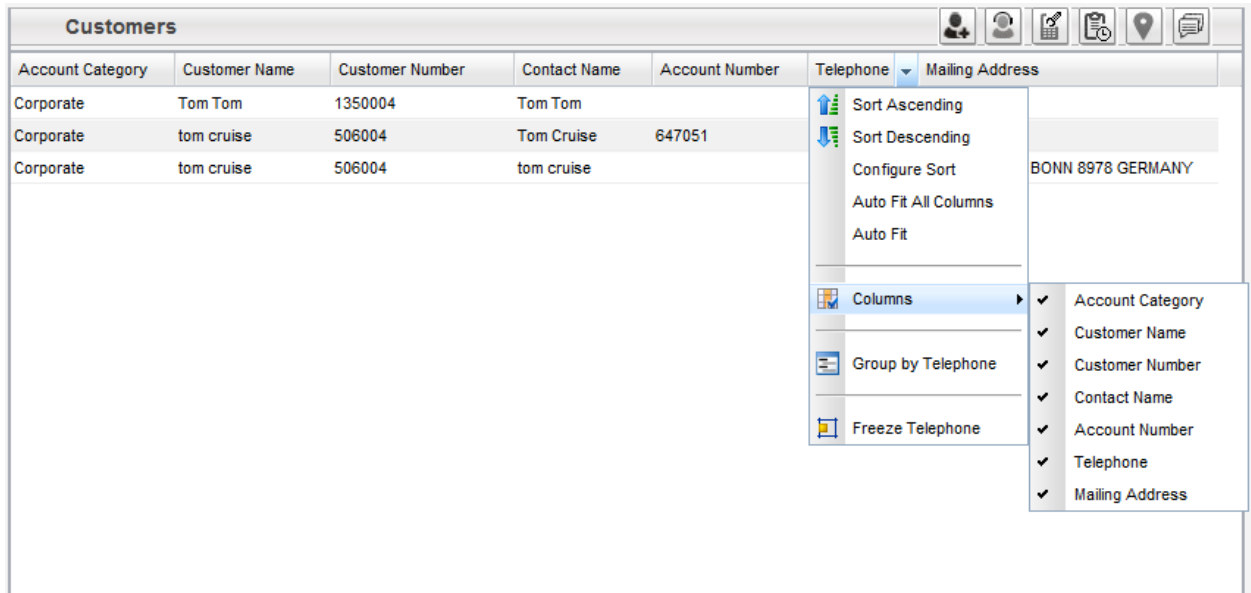 Customers
Account Category Customer Name Customer Number Contact Name Account Number Telephone Mailing Address
Corporate Tom Tom 1350004 Tom Tom
Corporate tom cruise 506004 Tom Cruise 647051
Corporate tom cruise 506004 tom cruise BONN 8978 GERMANY
Sort Ascending
Sort Descending
Configure Sort
Auto Fit All Columns
Auto Fit
Columns
Group by Telephone
Freeze Telephone
Account Category
Customer Name
Customer Number
Contact Name
Account Number
Telephone
Mailing Address